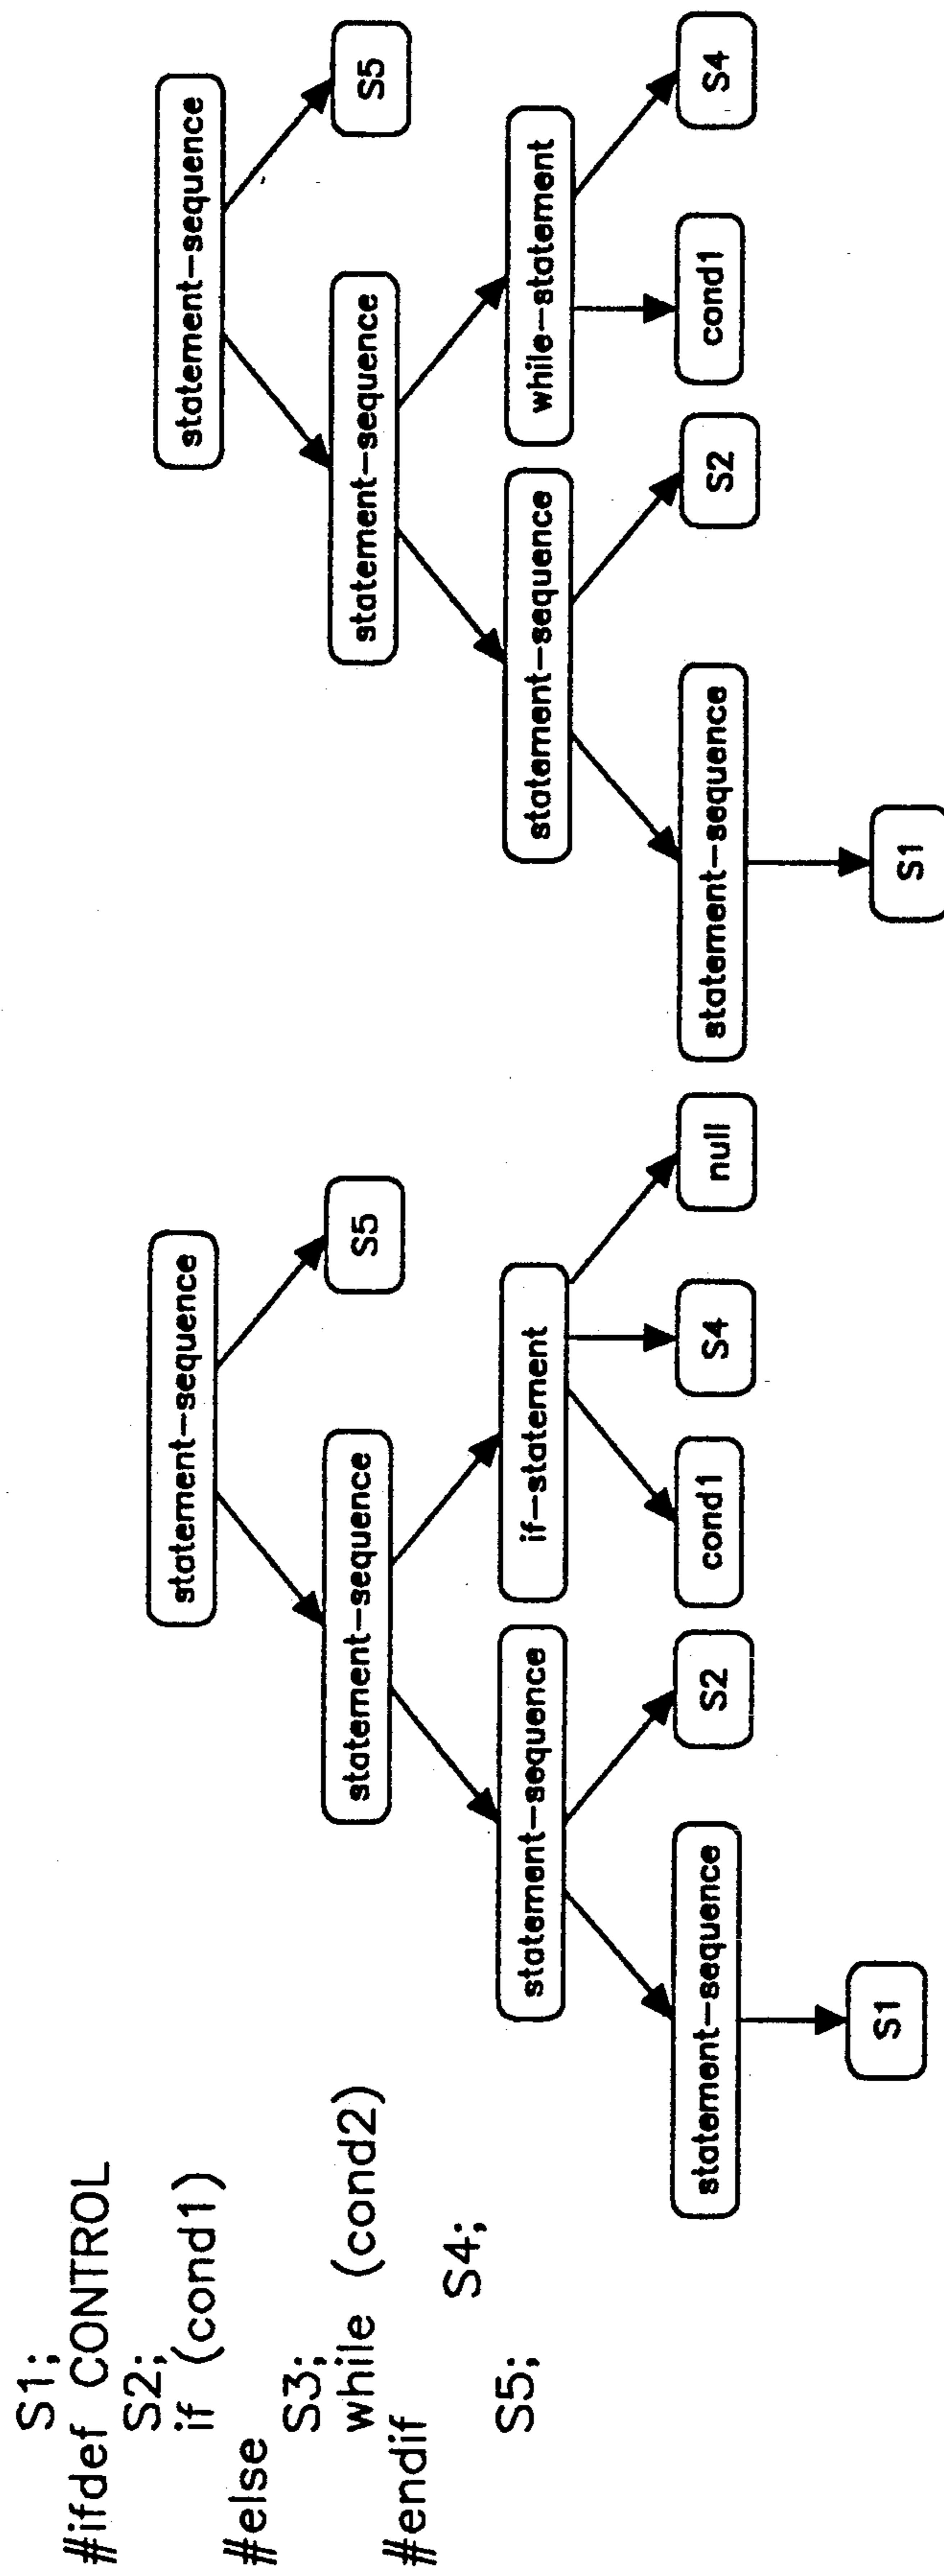 S1;
#ifdef CONTROL
S2;
if (cond1)
#else
S3;
while (cond2)
#endif
S4;
S5;
statement-sequence
statement-sequence
S5
statement-sequence
if-statement
statement-sequence
S2
cond1
S4
null
S1
statement-sequence
statement-sequence
S5
statement-sequence
while-statement
statement-sequence
S2
cond1
S4
S1